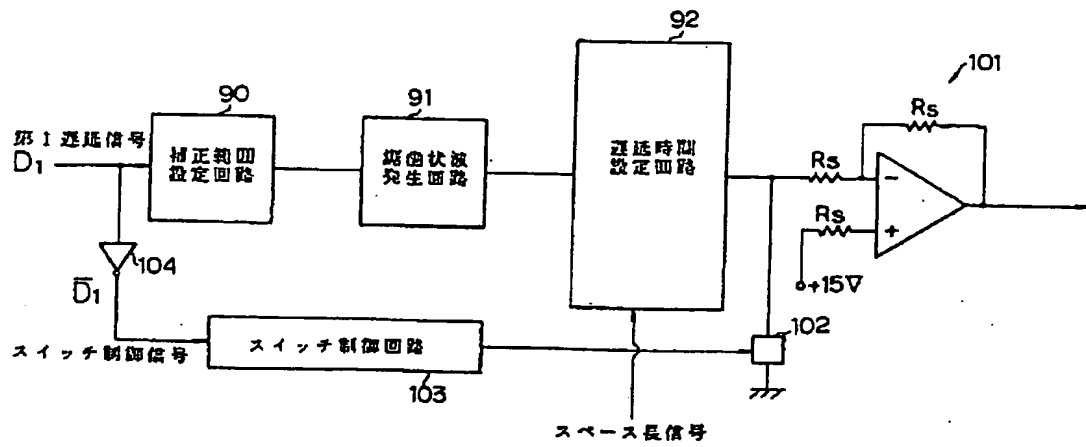 92
101
90
91
Rs
第1遅延信号
D1
補正範囲
設定回路
鋸歯状波
発生回路
遅延時間
設定回路
Rs
−
Rs
+
+15V
104
D̅1
102
スイッチ制御信号
スイッチ制御回路
103
スペース長信号